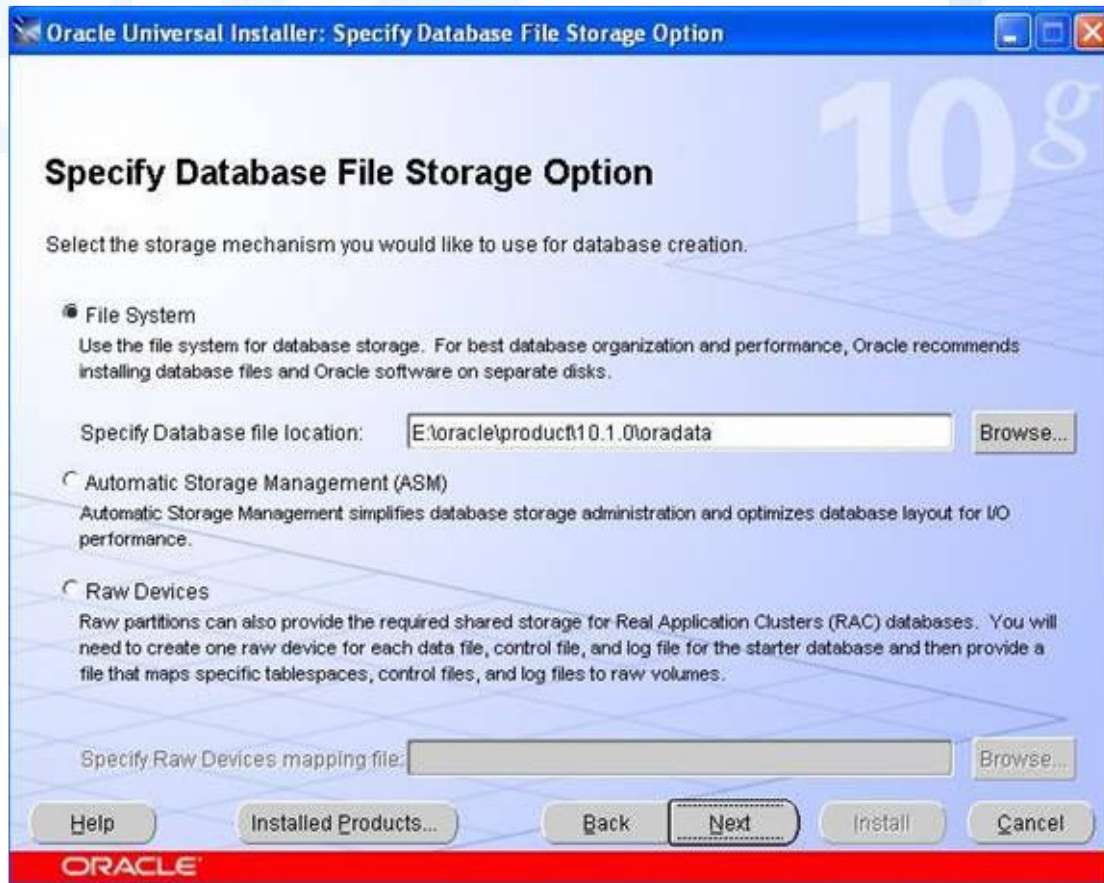 Oracle Universal Installer: Specify Database File Storage Option
10g
Specify Database File Storage Option
Select the storage mechanism you would like to use for database creation.
File System
Use the file system for database storage. For best database organization and performance, Oracle recommends
installing database files and Oracle software on separate disks.
Specify Database file location: E:\oracle\product\10.1.0\oradata Browse...
Automatic Storage Management (ASM)
Automatic Storage Management simplifies database storage administration and optimizes database layout for I/O
performance.
Raw Devices
Raw partitions can also provide the required shared storage for Real Application Clusters (RAC) databases. You will
need to create one raw device for each data file, control file, and log file for the starter database and then provide a
file that maps specific tablespaces, control files, and log files to raw volumes.
Specify Raw Devices mapping file: Browse...
Help Installed Products... Back Next Install Cancel
ORACLE